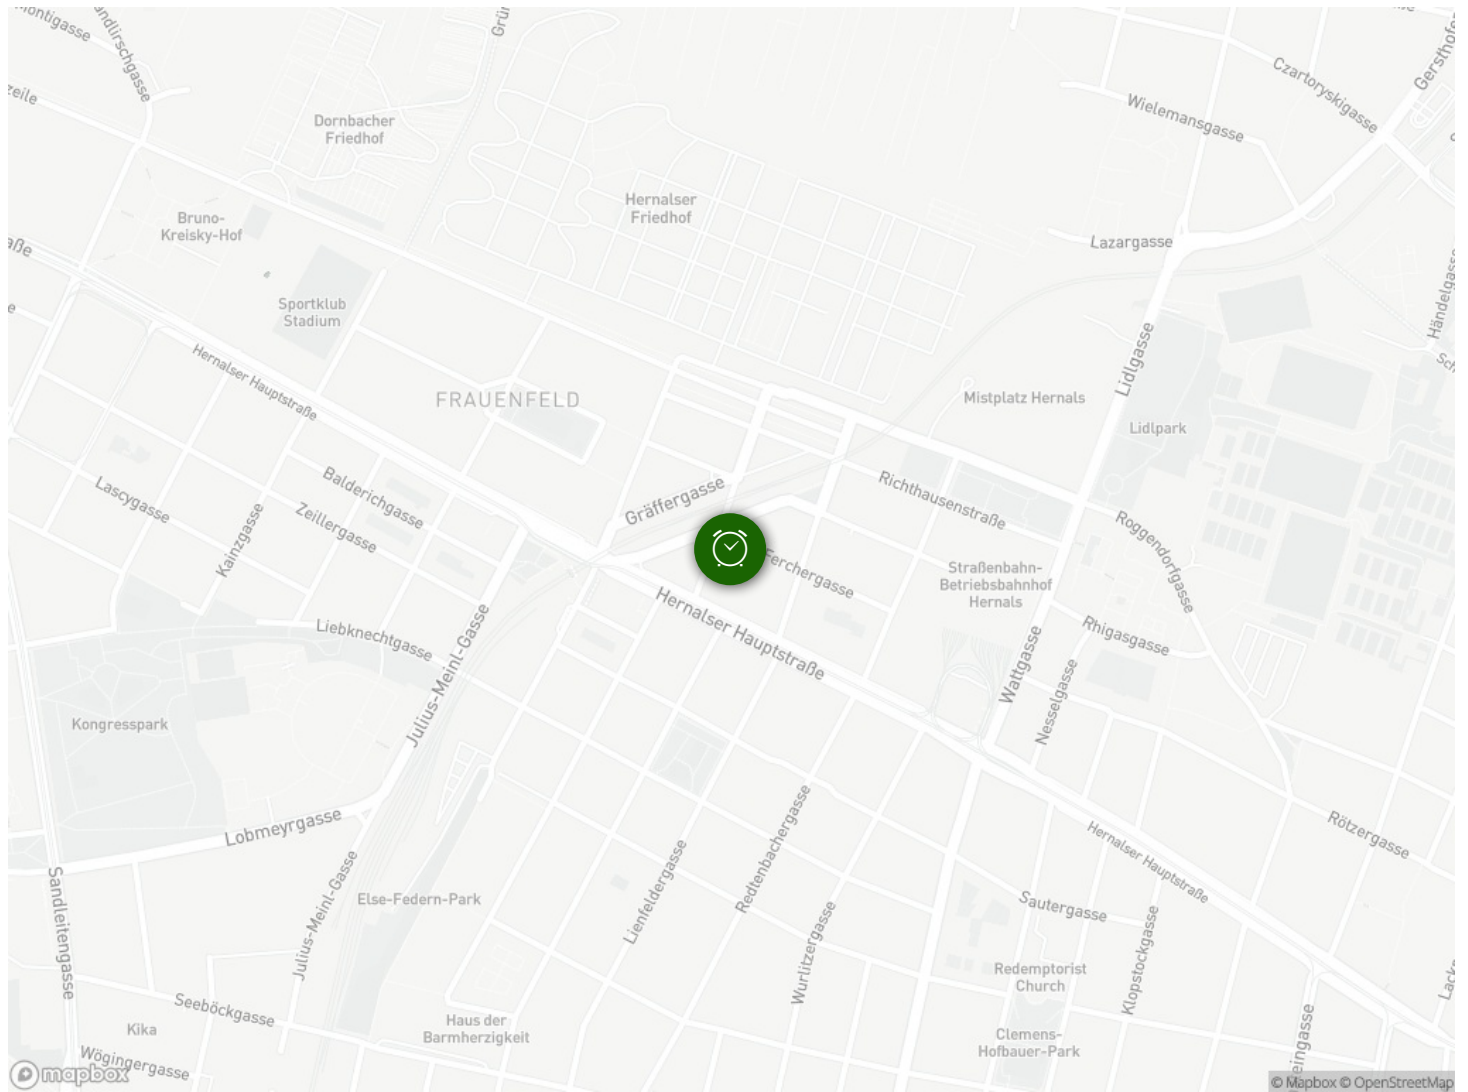 Czartoryskigasse
Wielemansgasse
Dornbacher
Friedhof
Hernalser
Friedhof
Bruno-
Kreisky-Hof
Lazargasse
Sportklub
Stadium
Händelgasse
Hernalser Hauptstraße
Lidlgasse
FRAUENFELD
Mistplatz Hernals
Lidlpark
Balderichgasse
Lascygasse
Zeillergasse
Kainzgasse
Gräffergasse
Richthausenstraße
Roggendorfgasse
Ferchergasse
Straßenbahn-
Betriebsbahnhof
Hernals
Hernalser Hauptstraße
Liebknechtgasse
Rhigasgasse
Julius-Meinl-Gasse
Wattgasse
Nesselgasse
Kongresspark
Lobmeyrgasse
Rötzergasse
Hernalser Hauptstraße
Redtenbachergasse
Lienfeldergasse
Sandleitengasse
Julius-Meinl-Gasse
Else-Federn-Park
Sautergasse
Wurlitzergasse
Klopstockgasse
Redemptorist
Church
Seeböckgasse
Kika
Haus der
Barmherzigkeit
Clemens-
Hofbauer-Park
Wögingergasse
mapbox
© Mapbox © OpenStreetMap